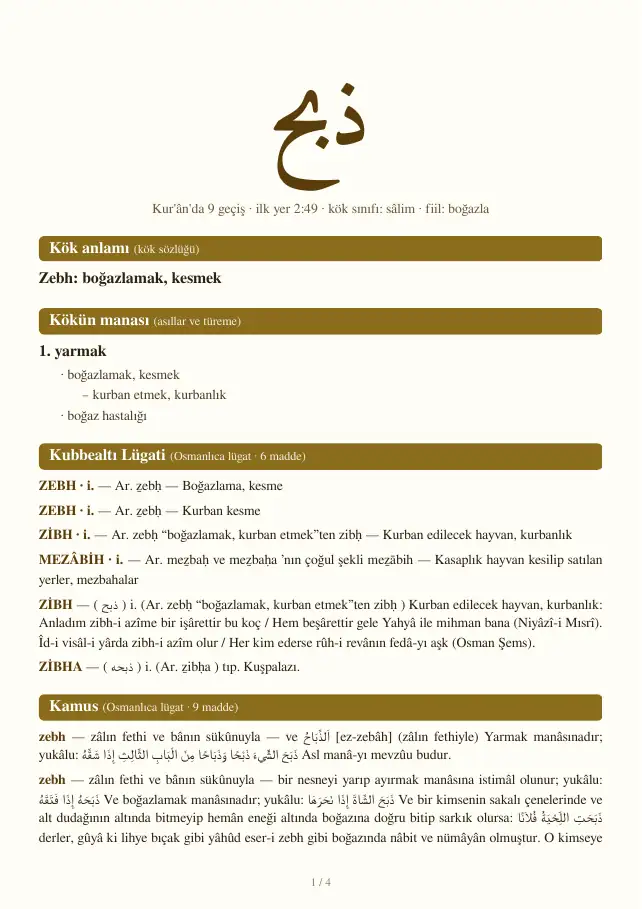 ذبح
Kur'ân'da 9 geçiş · ilk yer 2:49 · kök sınıfı: sâlim · fiil: boğazla
Kök anlamı (kök sözlüğü)
Zebh: boğazlamak, kesmek
Kökün manası (asıllar ve türeme)
1. yarmak
· boğazlamak, kesmek
– kurban etmek, kurbanlık
· boğaz hastalığı
Kubbealtı Lügati (Osmanlıca lügat · 6 madde)
ZEBH · i. — Ar. ẕebḥ — Boğazlama, kesme
ZEBH · i. — Ar. ẕebḥ — Kurban kesme
ZİBH · i. — Ar. zebḥ “boğazlamak, kurban etmek”ten zibḥ — Kurban edilecek hayvan, kurbanlık
MEZÂBİH · i. — Ar. meẕbaḥ ve meẕbaḥa ’nın çoğul şekli meẕābih — Kasaplık hayvan kesilip satılan
yerler, mezbahalar
ZİBH — ( ذبح ) i. (Ar. zebḥ “boğazlamak, kurban etmek”ten zibḥ ) Kurban edilecek hayvan, kurbanlık:
Anladım zibh-i azîme bir işârettir bu koç / Hem beşârettir gele Yahyâ ile mihman bana (Niyâzî-i Mısrî).
Îd-i visâl-i yârda zibh-i azîm olur / Her kim ederse rûh-i revânın fedâ-yı aşk (Osman Şems).
ZİBHA — ( ذبحه ) i. (Ar. ẕibḥa ) tıp. Kuşpalazı.
Kamus (Osmanlıca lügat · 9 madde)
zebh — zâlın fethi ve bânın sükûnuyla — ve اَلذَّبَاحُ [ez-zebâh] (zâlın fethiyle) Yarmak manâsınadır;
yukâlu: ذَبَحَ الشَّيءَ ذَبْحًا وَذَبَاحًا مِنَ الْبَابِ الثَّالِثِ إِذَا شَقَّهُ Asl manâ-yı mevzûu budur.
zebh — zâlın fethi ve bânın sükûnuyla — bir nesneyi yarıp ayırmak manâsına istimâl olunur; yukâlu:
ذَبَحَهُ إِذَا فَتَقَهُ Ve boğazlamak manâsınadır; yukâlu: ذَبَحَ الشَّاةَ إِذَا نَحَرَهَا Ve bir kimsenin sakalı çenelerinde ve
alt dudağının altında bitmeyip hemân eneği altında boğazına doğru bitip sarkık olursa: ذَبَحَتِ اللِّحْيَةُ فُلَانًا
derler, gûyâ ki lihye bıçak gibi yâhûd eser-i zebh gibi boğazında nâbit ve nümâyân olmuştur. O kimseye
1 / 4